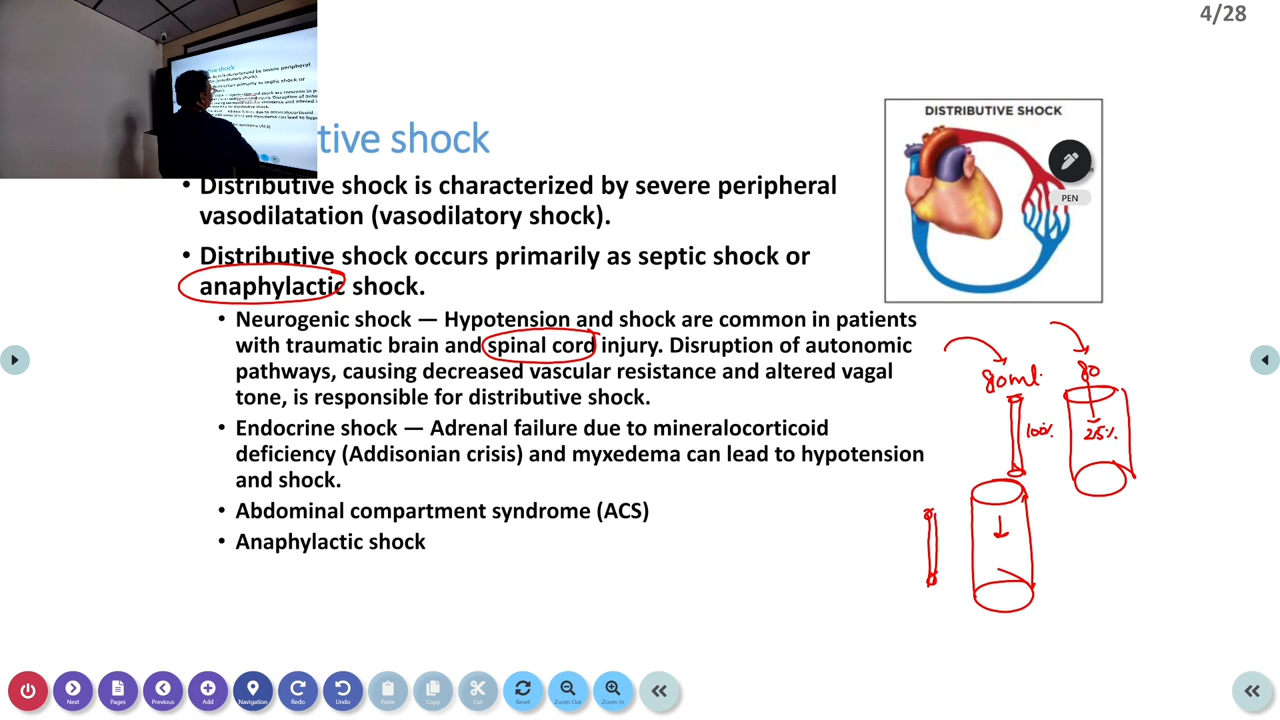 4/28
tive shock
DISTRIBUTIVE SHOCK
PEN
• Distributive shock is characterized by severe peripheral
vasodilatation (vasodilatory shock).
• Distributive shock occurs primarily as septic shock or
anaphylactic shock.
• Neurogenic shock — Hypotension and shock are common in patients
with traumatic brain and spinal cord injury. Disruption of autonomic
pathways, causing decreased vascular resistance and altered vagal
tone, is responsible for distributive shock.
• Endocrine shock — Adrenal failure due to mineralocorticoid
deficiency (Addisonian crisis) and myxedema can lead to hypotension
and shock.
• Abdominal compartment syndrome (ACS)
• Anaphylactic shock
80ml.
80
100%.
25%.
Next
Pages
Previous
Add
Navigation
Redo
Undo
Paste
Copy
Cut
Reset
Zoom Out
Zoom In